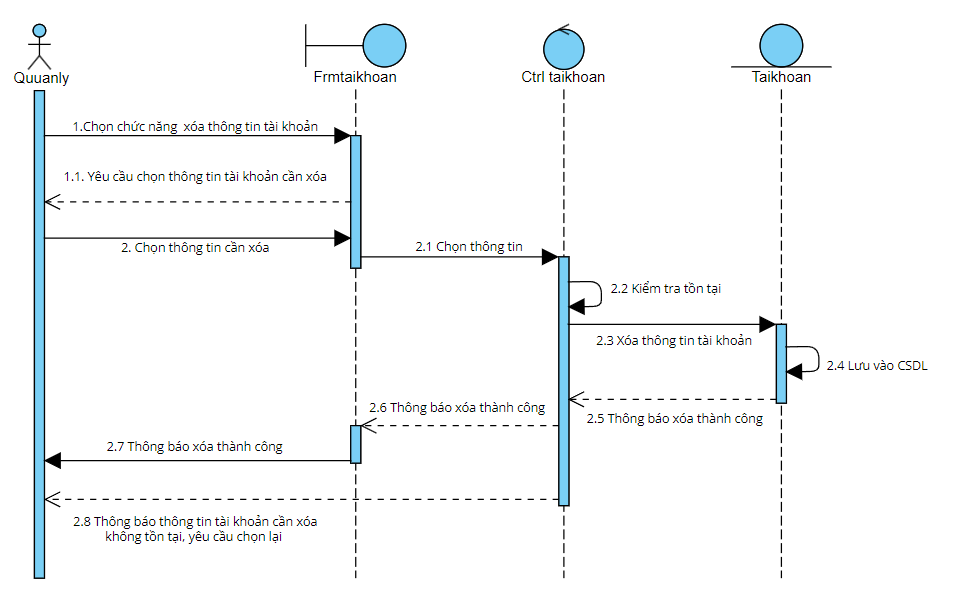 Quuanly
Frmtaikhoan
Ctrl taikhoan
Taikhoan
1.Chọn chức năng xóa thông tin tài khoản
1.1. Yêu cầu chọn thông tin tài khoản cần xóa
2. Chọn thông tin cần xóa
2.1 Chọn thông tin
2.2 Kiểm tra tồn tại
2.3 Xóa thông tin tài khoản
2.4 Lưu vào CSDL
2.5 Thông báo xóa thành công
2.6 Thông báo xóa thành công
2.7 Thông báo xóa thành công
2.8 Thông báo thông tin tài khoản cần xóa
không tồn tại, yêu cầu chọn lại